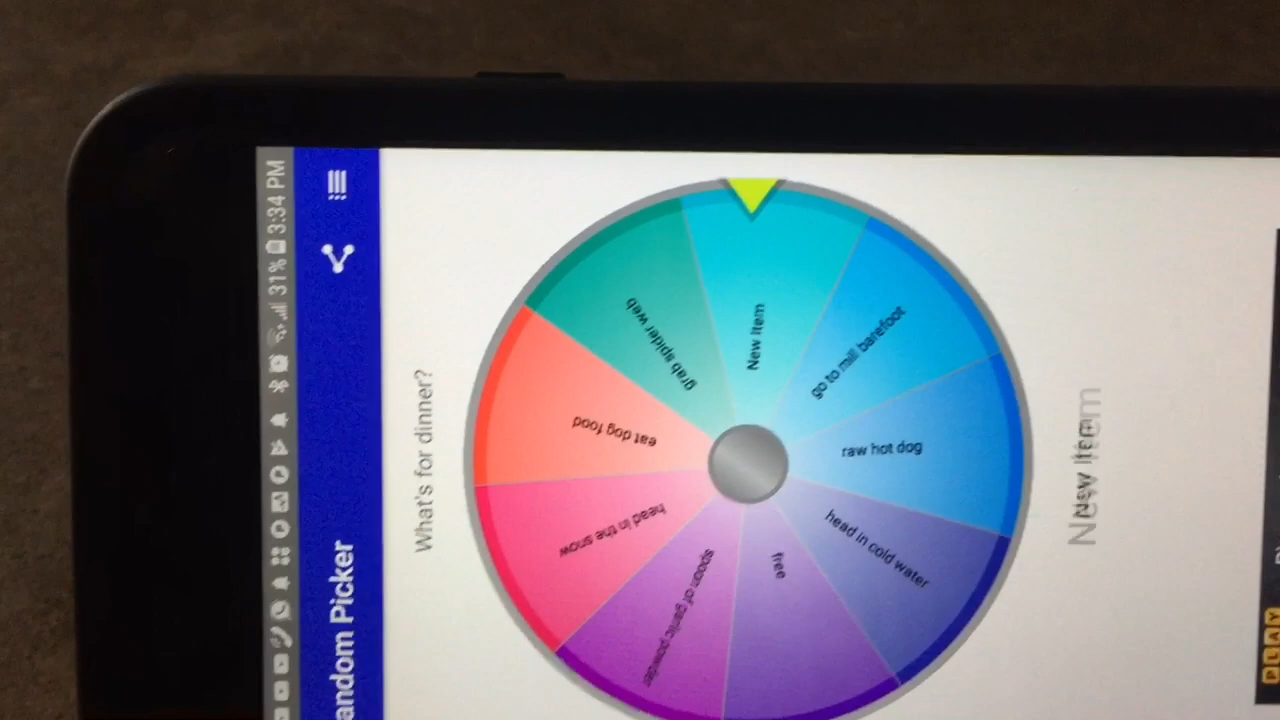 31% 3:34 PM
andom Picker
What's for dinner?
New Item
go to mill barefoot
raw hot dog
head in cold water
free
spoon of garlic powder
head in the snow
eat dog food
grab spider web
New Item
PLAY